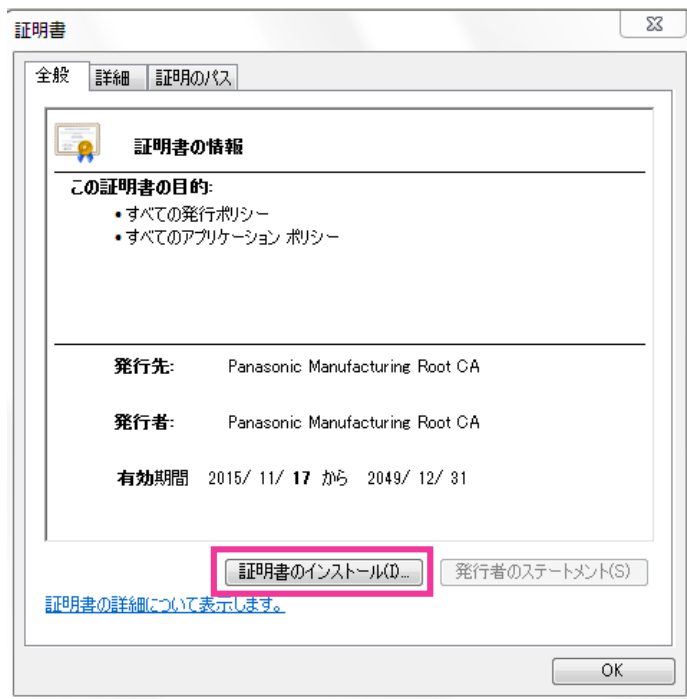 証明書
全般 詳細 証明のパス
証明書の情報
この証明書の目的:
•すべての発行ポリシー
•すべてのアプリケーション ポリシー
発行先: Panasonic Manufacturing Root CA
発行者: Panasonic Manufacturing Root CA
有効期間 2015/ 11/ 17 から 2049/ 12/ 31
証明書のインストール(I)... 発行者のステートメント(S)
証明書の詳細について表示します。
OK